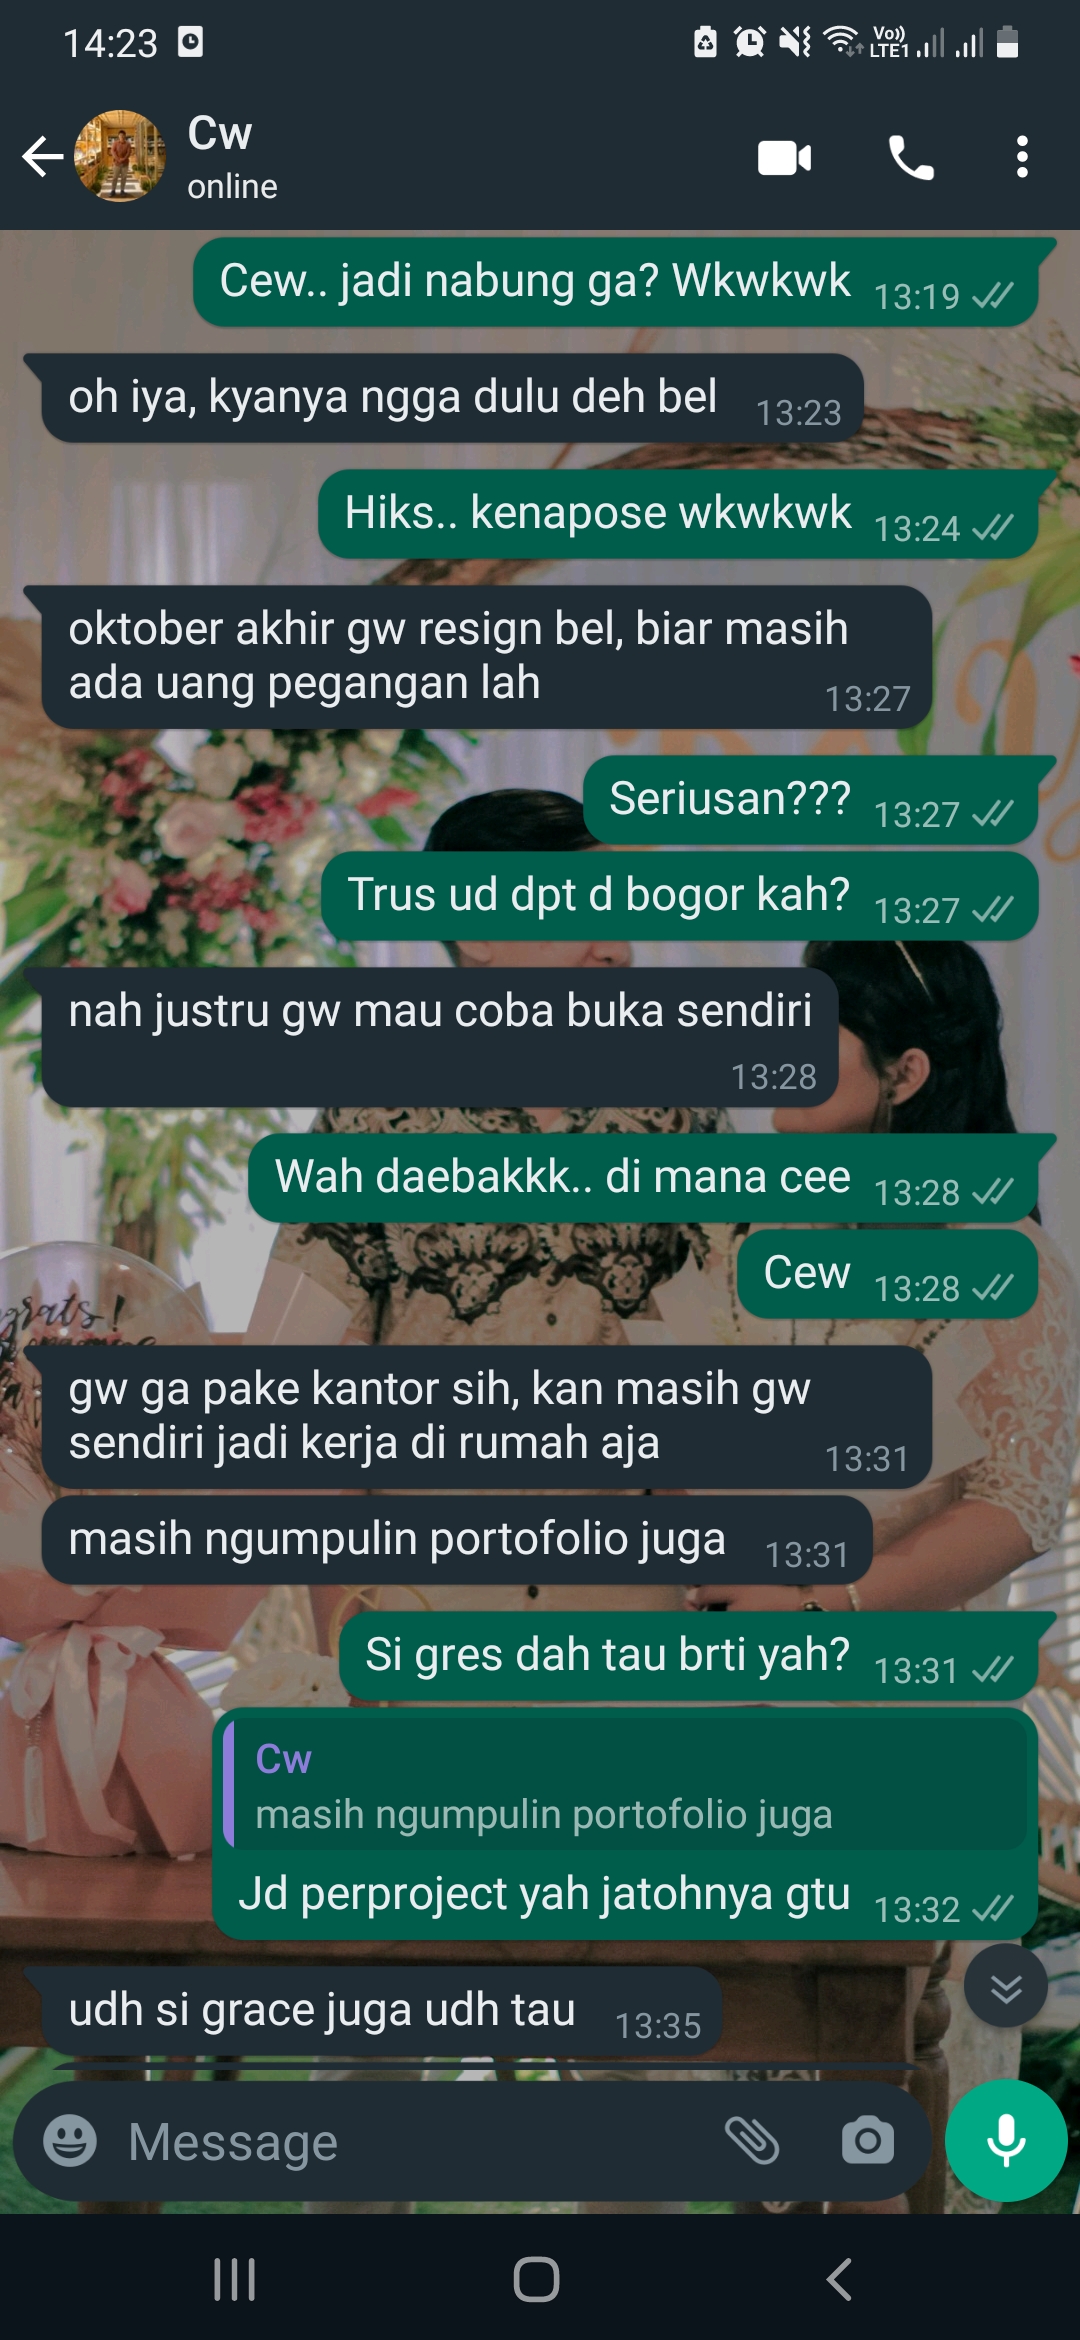 14:23
Vo))
LTE1
Cw
online
Cew.. jadi nabung ga? Wkwkwk 13:19
oh iya, kyanya ngga dulu deh bel 13:23
Hiks.. kenapose wkwkwk 13:24
oktober akhir gw resign bel, biar masih
ada uang pegangan lah 13:27
Seriusan??? 13:27
Trus ud dpt d bogor kah? 13:27
nah justru gw mau coba buka sendiri
13:28
Wah daebakkk.. di mana cee 13:28
Cew 13:28
grats!
gw ga pake kantor sih, kan masih gw
sendiri jadi kerja di rumah aja 13:31
masih ngumpulin portofolio juga 13:31
Si gres dah tau brti yah? 13:31
Cw
masih ngumpulin portofolio juga
Jd perproject yah jatohnya gtu 13:32
udh si grace juga udh tau 13:35
Message